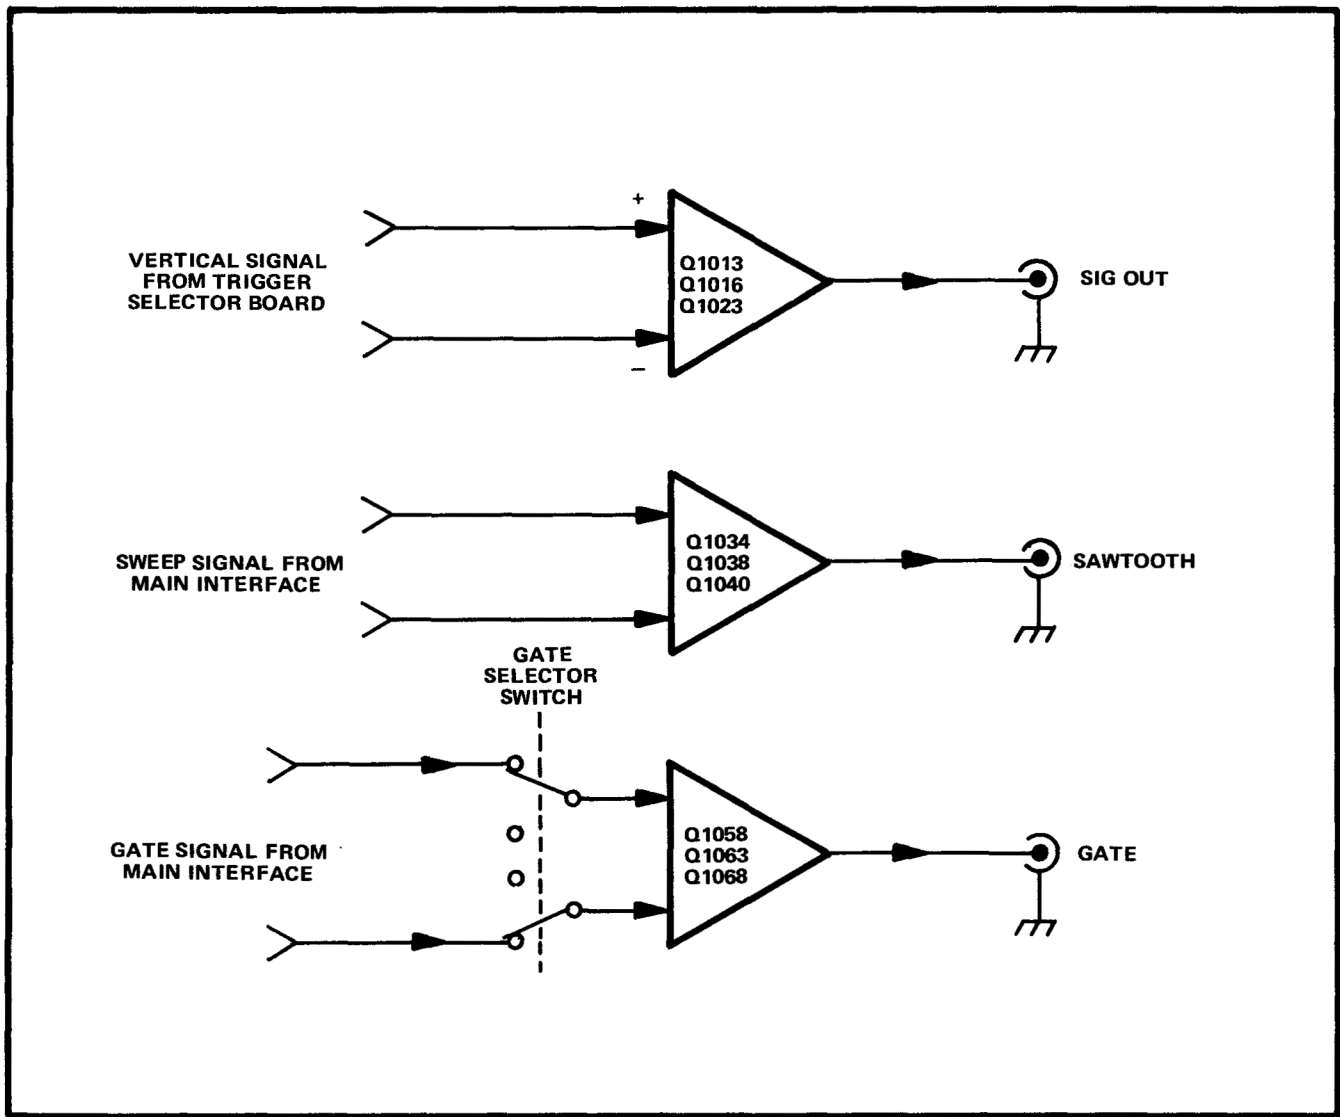 +
VERTICAL SIGNAL
FROM TRIGGER
SELECTOR BOARD
Q1013
Q1016
Q1023
SIG OUT
−
SWEEP SIGNAL FROM
MAIN INTERFACE
Q1034
Q1038
Q1040
SAWTOOTH
GATE
SELECTOR
SWITCH
GATE SIGNAL FROM
MAIN INTERFACE
Q1058
Q1063
Q1068
GATE